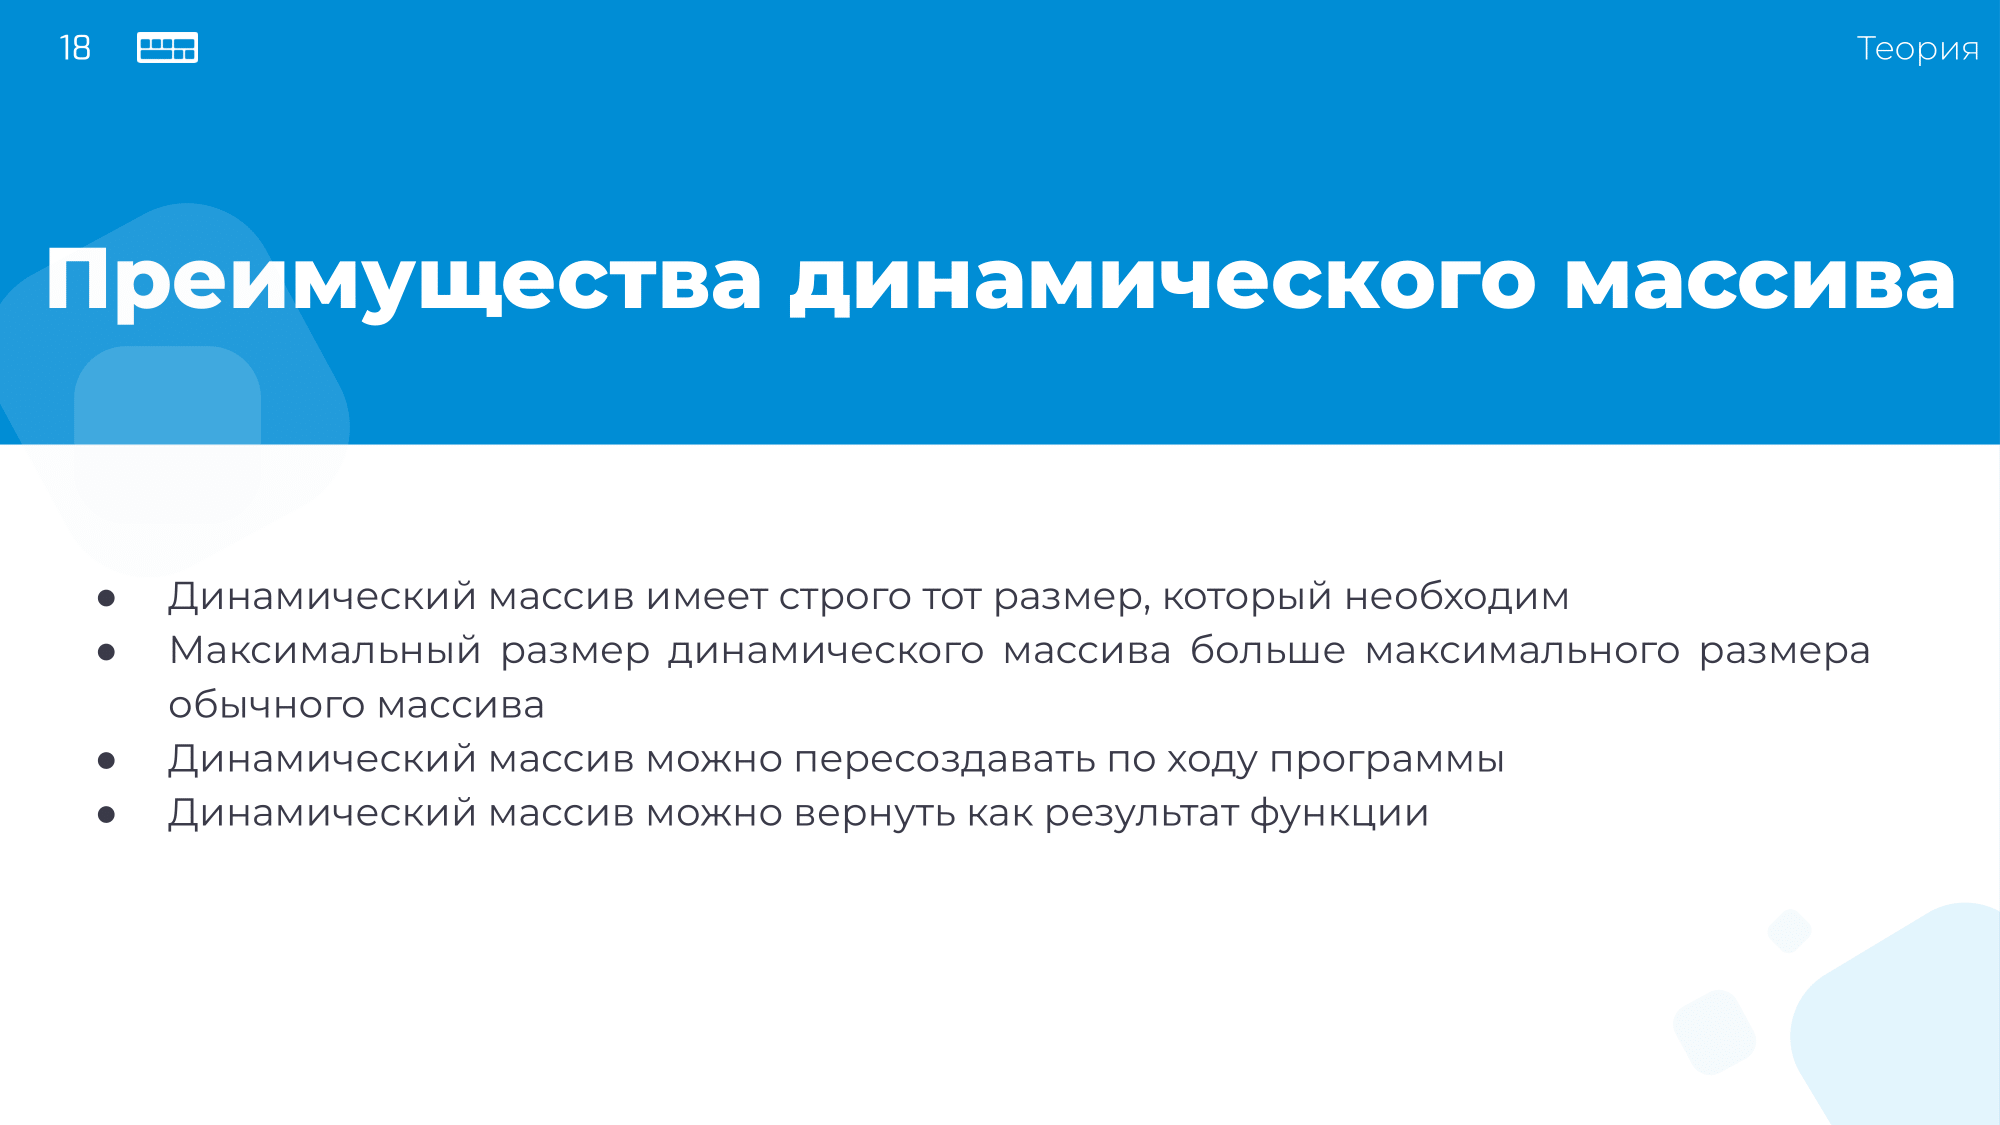 18
Теория
Преимущества динамического массива
● Динамический массив имеет строго тот размер, который необходим
● Максимальный размер динамического массива больше максимального размера
обычного массива
● Динамический массив можно пересоздавать по ходу программы
● Динамический массив можно вернуть как результат функции